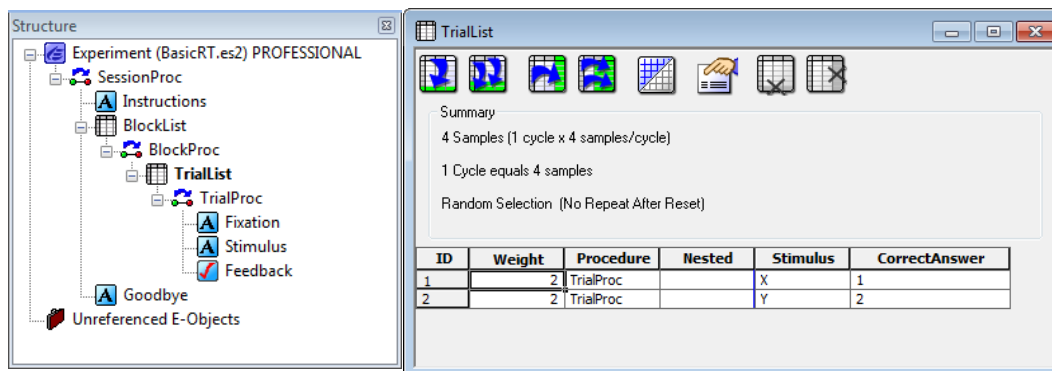 Structure
Experiment (BasicRT.es2) PROFESSIONAL
SessionProc
A Instructions
BlockList
BlockProc
TrialList
TrialProc
A Fixation
A Stimulus
Feedback
A Goodbye
Unreferenced E-Objects
TrialList
Summary
4 Samples (1 cycle x 4 samples/cycle)
1 Cycle equals 4 samples
Random Selection (No Repeat After Reset)
ID Weight Procedure Nested Stimulus CorrectAnswer
1 2 TrialProc X 1
2 2 TrialProc Y 2